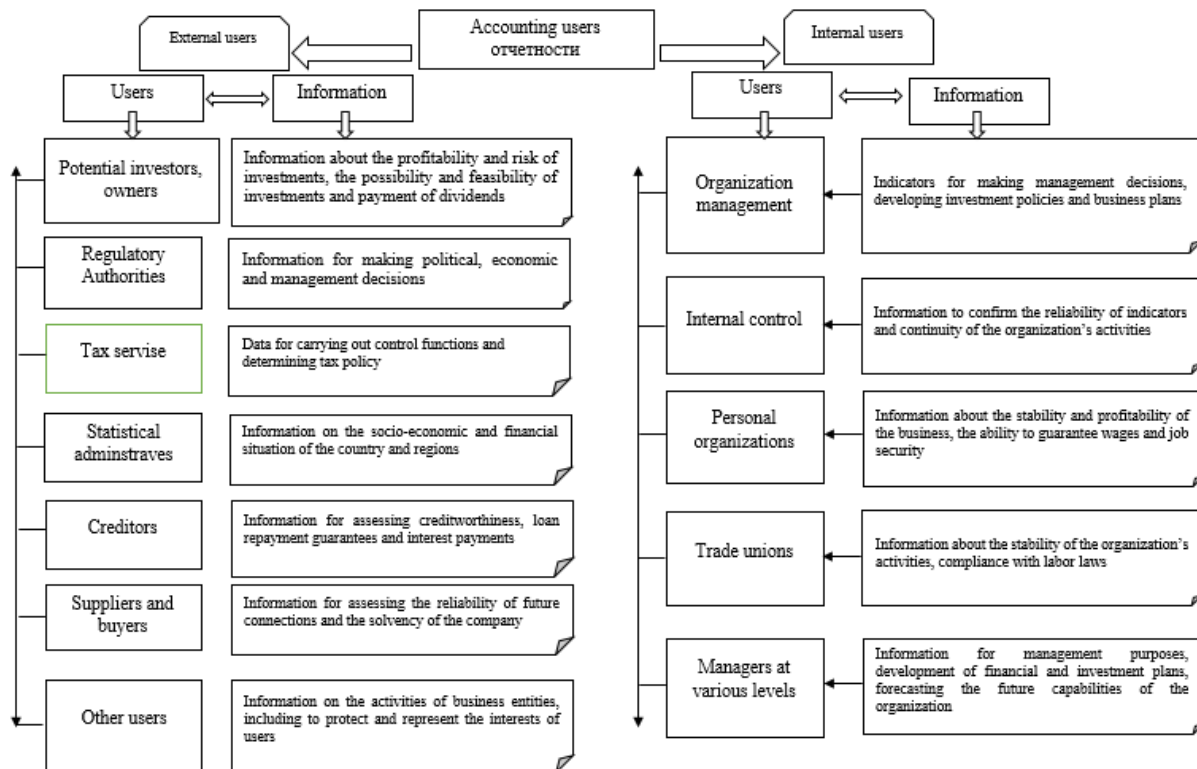 External users
Accounting users
отчетности
Internal users
Users
Information
Potential investors,
owners
Information about the profitability and risk of
investments, the possibility and feasibility of
investments and payment of dividends
Regulatory
Authorities
Information for making political, economic
and management decisions
Tax servise
Data for carrying out control functions and
determining tax policy
Statistical
adminstraves
Information on the socio-economic and financial
situation of the country and regions
Creditors
Information for assessing creditworthiness, loan
repayment guarantees and interest payments
Suppliers and
buyers
Information for assessing the reliability of future
connections and the solvency of the company
Other users
Information on the activities of business entities,
including to protect and represent the interests of
users
Users
Information
Organization
management
Indicators for making management decisions,
developing investment policies and business plans
Internal control
Information to confirm the reliability of indicators
and continuity of the organization’s activities
Personal
organizations
Information about the stability and profitability of
the business, the ability to guarantee wages and job
security
Trade unions
Information about the stability of the organization’s
activities, compliance with labor laws
Managers at
various levels
Information for management purposes,
development of financial and investment plans,
forecasting the future capabilities of the
organization